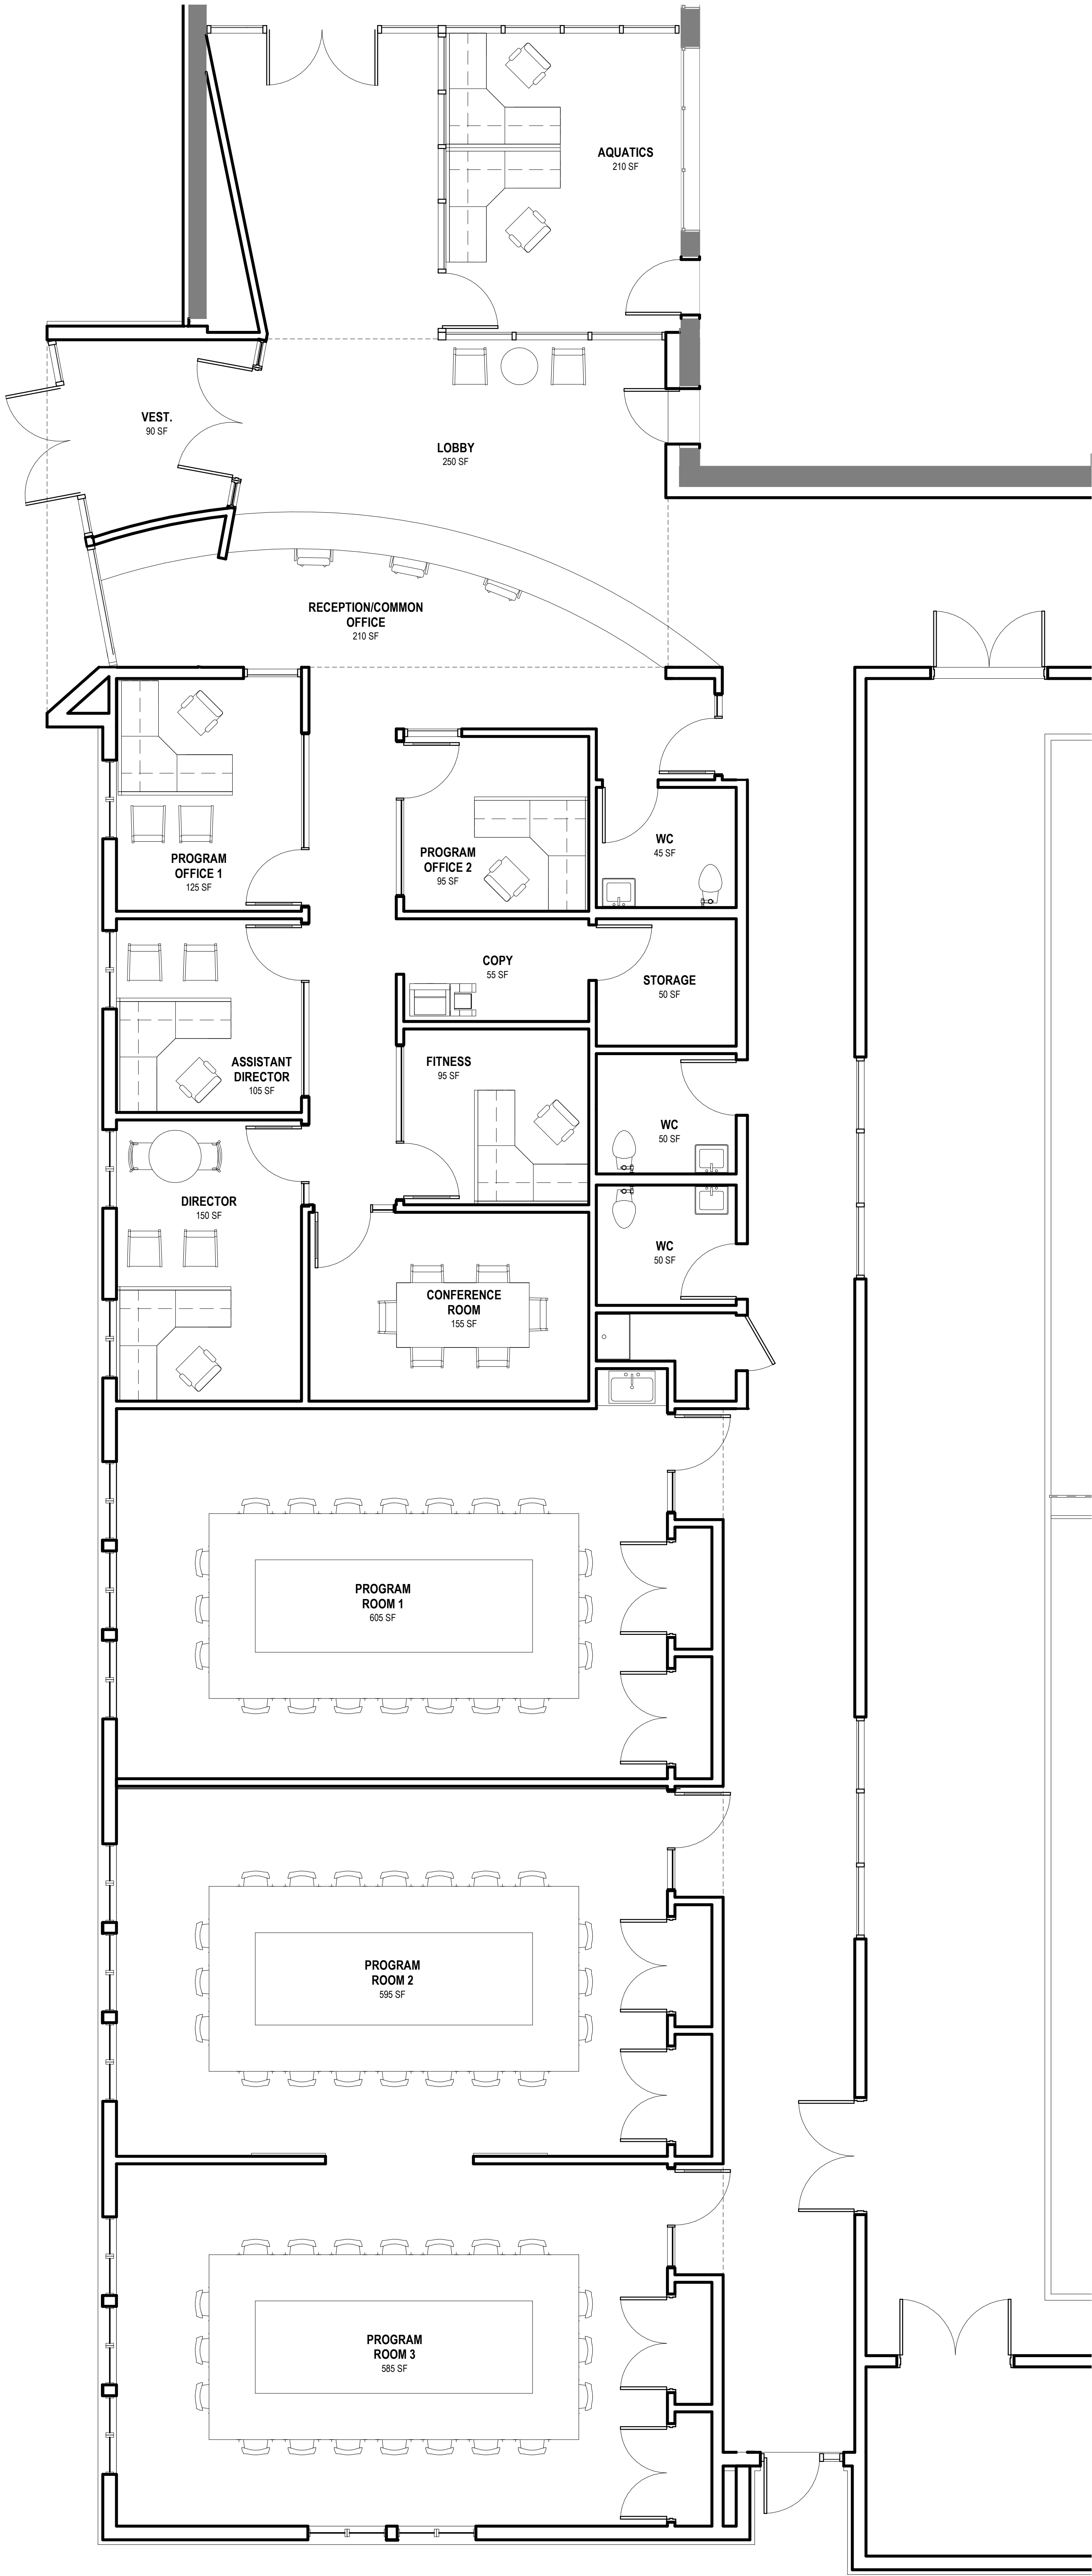 AQUATICS
210 SF
VEST.
90 SF
LOBBY
250 SF
RECEPTION/COMMON
OFFICE
210 SF
PROGRAM
OFFICE 1
125 SF
PROGRAM
OFFICE 2
95 SF
WC
45 SF
COPY
55 SF
STORAGE
50 SF
ASSISTANT
DIRECTOR
105 SF
FITNESS
95 SF
WC
50 SF
DIRECTOR
150 SF
WC
50 SF
CONFERENCE
ROOM
155 SF
PROGRAM
ROOM 1
605 SF
PROGRAM
ROOM 2
595 SF
PROGRAM
ROOM 3
585 SF